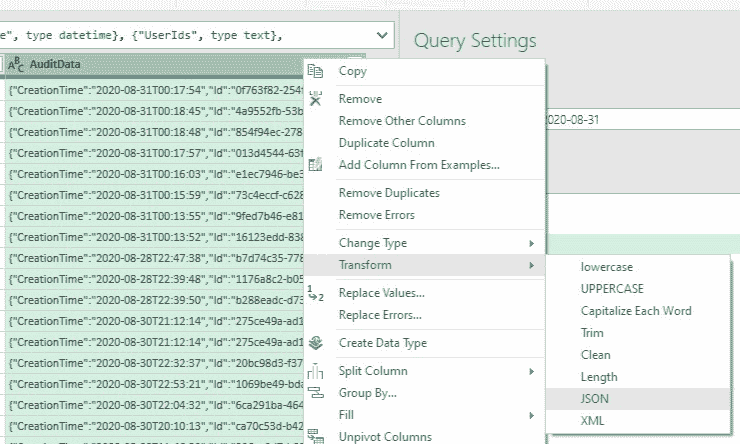 e", type datetime}, {"UserIds", type text},
Query Settings
ABC AuditData
2020-08-31
{"CreationTime":"2020-08-31T00:17:54","Id":"0f763f82-254
{"CreationTime":"2020-08-31T00:18:45","Id":"4a9552fb-53b
{"CreationTime":"2020-08-31T00:18:48","Id":"854f94ec-278
{"CreationTime":"2020-08-31T00:17:57","Id":"013d4544-63f
{"CreationTime":"2020-08-31T00:16:03","Id":"e1ec7946-be3
{"CreationTime":"2020-08-31T00:15:59","Id":"73c4eccf-c628
{"CreationTime":"2020-08-31T00:13:55","Id":"9fed7b46-e81
{"CreationTime":"2020-08-31T00:13:52","Id":"16123edd-838
{"CreationTime":"2020-08-28T22:47:38","Id":"b7d74c35-778
{"CreationTime":"2020-08-28T22:39:48","Id":"1176a8c2-b05
{"CreationTime":"2020-08-28T22:39:50","Id":"b288eadc-d73
{"CreationTime":"2020-08-30T21:12:14","Id":"275ce49a-ad1
{"CreationTime":"2020-08-30T21:12:14","Id":"275ce49a-ad1
{"CreationTime":"2020-08-30T22:32:37","Id":"20bc98d3-f37
{"CreationTime":"2020-08-30T22:53:21","Id":"1069be49-bda
{"CreationTime":"2020-08-30T22:04:32","Id":"6ca291ba-464
{"CreationTime":"2020-08-30T20:10:13","Id":"ca70c53d-b42
Copy
Remove
Remove Other Columns
Duplicate Column
Add Column From Examples...
Remove Duplicates
Remove Errors
Change Type
Transform
Replace Values...
Replace Errors...
Create Data Type
Split Column
Group By...
Fill
Unpivot Columns
lowercase
UPPERCASE
Capitalize Each Word
Trim
Clean
Length
JSON
XML